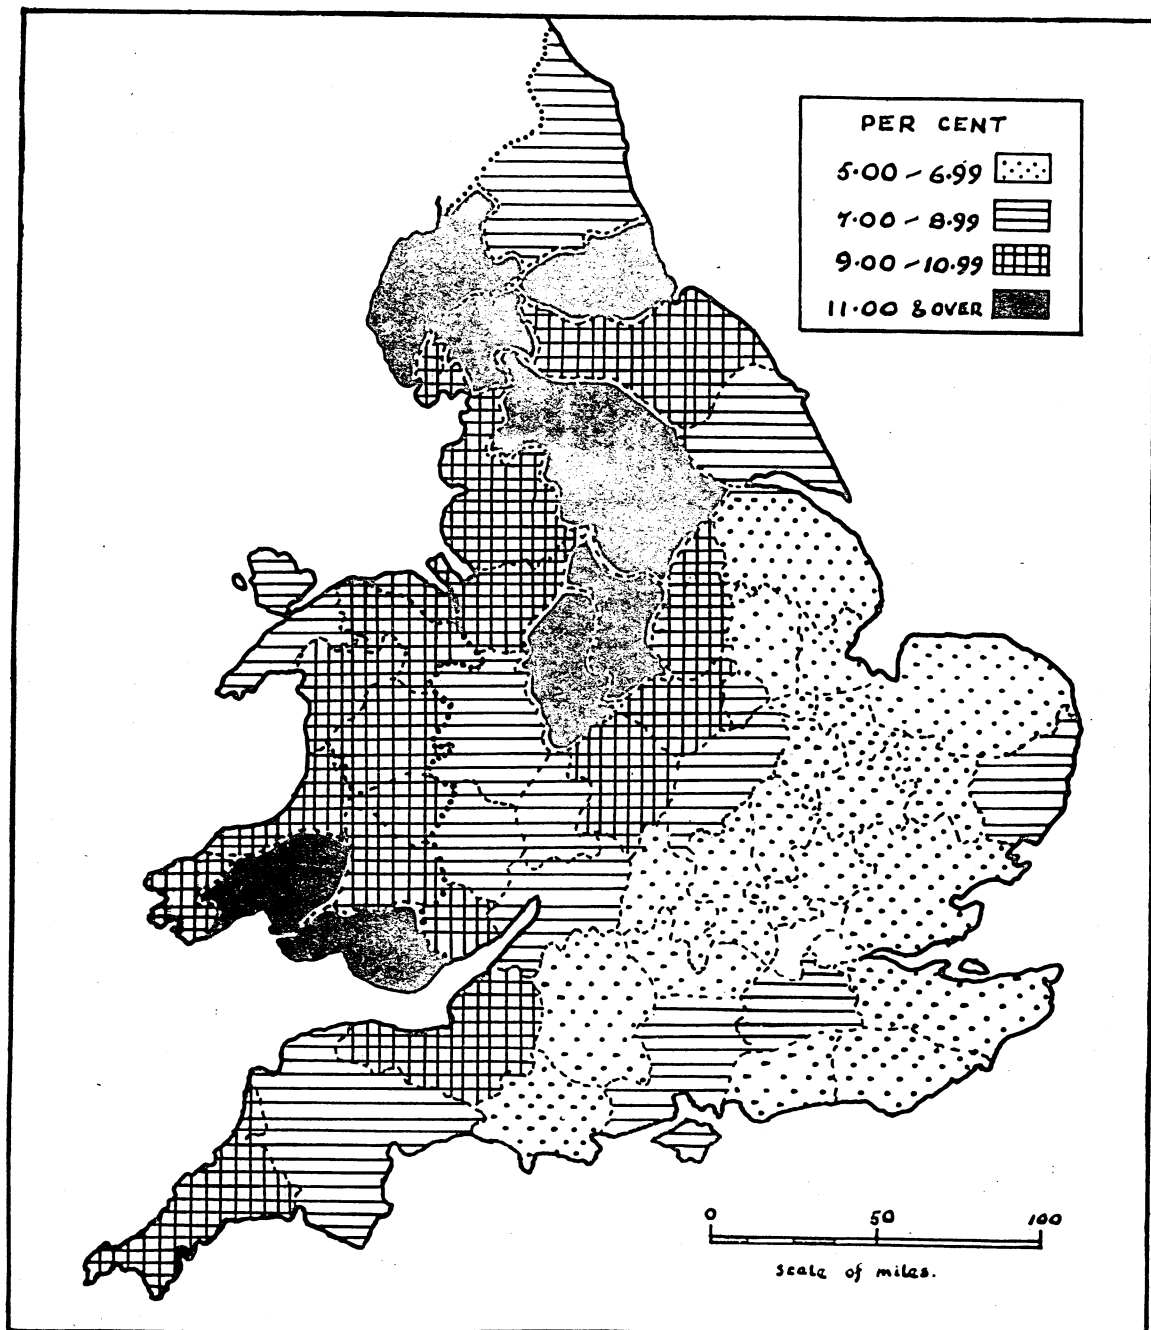 PER CENT
5·00 – 6·99
7·00 – 8·99
9·00 – 10·99
11·00 & OVER
0 50 100
scale of miles.